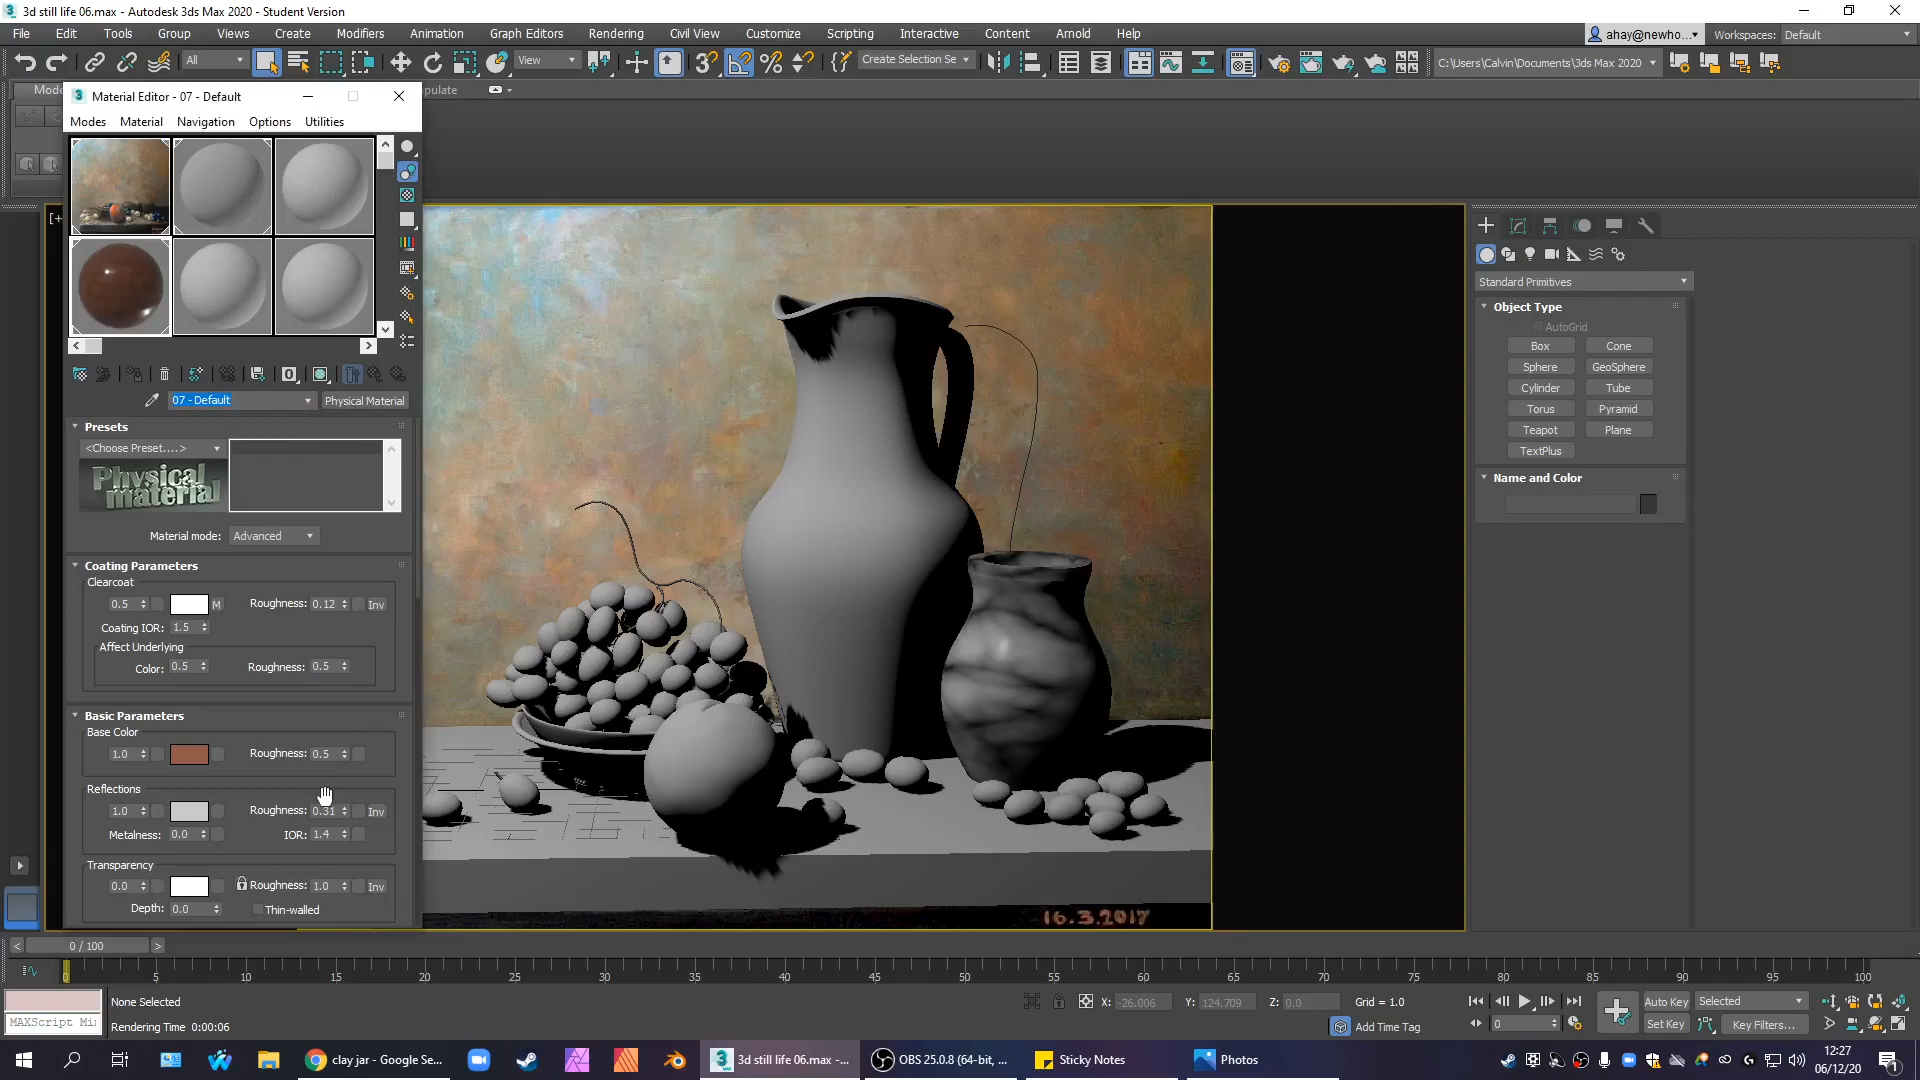 3d still life 06.max - Autodesk 3ds Max 2020 - Student Version
File Edit Tools Group Views Create Modifiers Animation Graph Editors Rendering Civil View Customize Scripting Interactive Content Arnold Help
ahay@newho... Workspaces: Default
All View Create Selection Se C:\Users\Calvin\Documents\3ds Max 2020
Material Editor - 07 - Default
Modes Material Navigation Options Utilities
07 - Default Physical Material
Presets
<Choose Preset....>
Physical material
Material mode: Advanced
Coating Parameters
Clearcoat
0.5 M Roughness: 0.12 Inv
Coating IOR: 1.5
Affect Underlying
Color: 0.5 Roughness: 0.5
Basic Parameters
Base Color
1.0 Roughness: 0.5
Reflections
1.0 Roughness: 0.31 Inv
Metalness: 0.0 IOR: 1.4
Transparency
0.0 Roughness: 1.0 Inv
Depth: 0.0 Thin-walled
16.3.2017
Standard Primitives
Object Type
AutoGrid
Box Cone
Sphere GeoSphere
Cylinder Tube
Torus Pyramid
Teapot Plane
TextPlus
Name and Color
0 / 100
0 5 10 15 20 25 30 35 40 45 50 55 60 65 70 75 80 85 90 95 100
None Selected X: -26.006 Y: 124.709 Z: 0.0 Grid = 1.0 Auto Key Selected
MAXScript Mi Rendering Time 0:00:06 Add Time Tag 0 Set Key Key Filters...
clay jar - Google Se... 3d still life 06.max -... OBS 25.0.8 (64-bit, ... Sticky Notes Photos
12:27
06/12/20